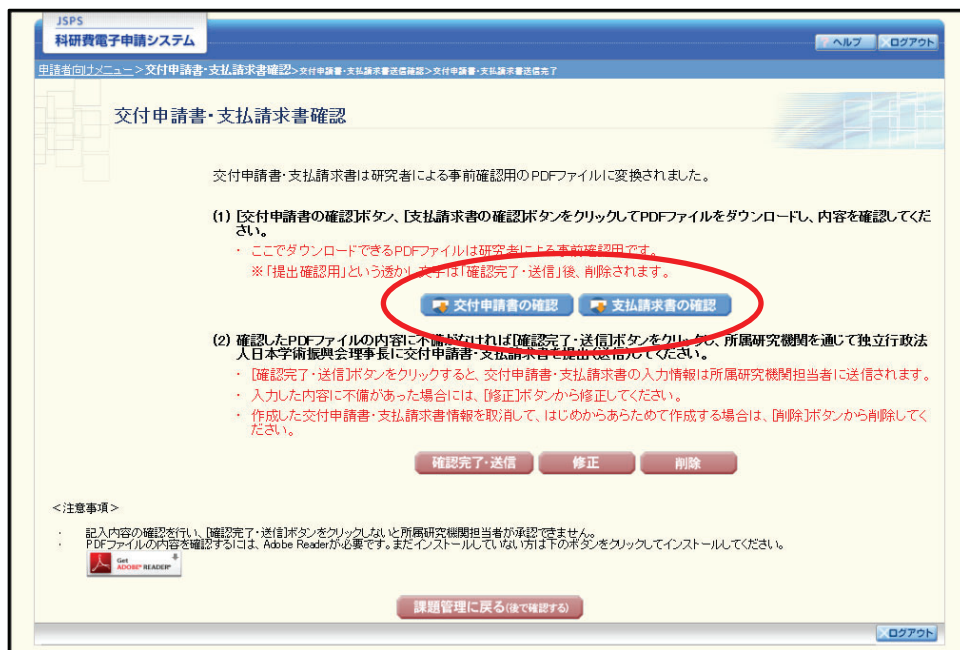 JSPS
科研費電子申請システム
ヘルプ
ログアウト
申請者向けメニュー>交付申請書・支払請求書確認>交付申請書・支払請求書送信確認>交付申請書・支払請求書送信完了
交付申請書・支払請求書確認
交付申請書・支払請求書は研究者による事前確認用のPDFファイルに変換されました。
(1) [交付申請書の確認]ボタン、[支払請求書の確認]ボタンをクリックしてPDFファイルをダウンロードし、内容を確認してくだ
さい。
・ ここでダウンロードできるPDFファイルは研究者による事前確認用です。
※「提出確認用」という透かし文字は「確認完了・送信」後、削除されます。
交付申請書の確認
支払請求書の確認
(2) 確認したPDFファイルの内容に不備がなければ[確認完了・送信]ボタンをクリックし、所属研究機関を通じて独立行政法
人日本学術振興会理事長に交付申請書・支払請求書を提出(送信)してください。
・ [確認完了・送信]ボタンをクリックすると、交付申請書・支払請求書の入力情報は所属研究機関担当者に送信されます。
・ 入力した内容に不備があった場合には、[修正]ボタンから修正してください。
・ 作成した交付申請書・支払請求書情報を取消して、はじめからあらためて作成する場合は、[削除]ボタンから削除してく
ださい。
確認完了・送信
修正
削除
<注意事項>
・ 記入内容の確認を行い、[確認完了・送信]ボタンをクリックしないと所属研究機関担当者が承認できません。
・ PDFファイルの内容を確認するには、Adobe Readerが必要です。まだインストールしていない方は下のボタンをクリックしてインストールしてください。
Get
ADOBE® READER®
課題管理に戻る(後で確認する)
ログアウト